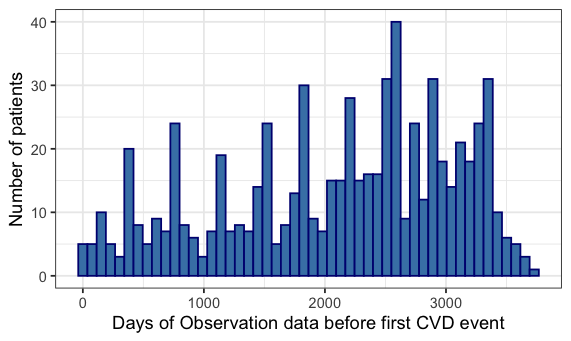 40
30
20
10
0
Number of patients
0 1000 2000 3000
Days of Observation data before first CVD event